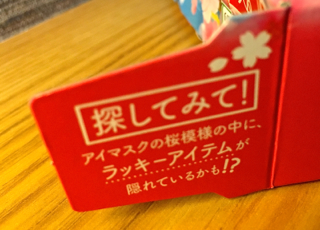 探してみて!
アイマスクの桜模様の中に、
ラッキーアイテムが
隠れているかも!?